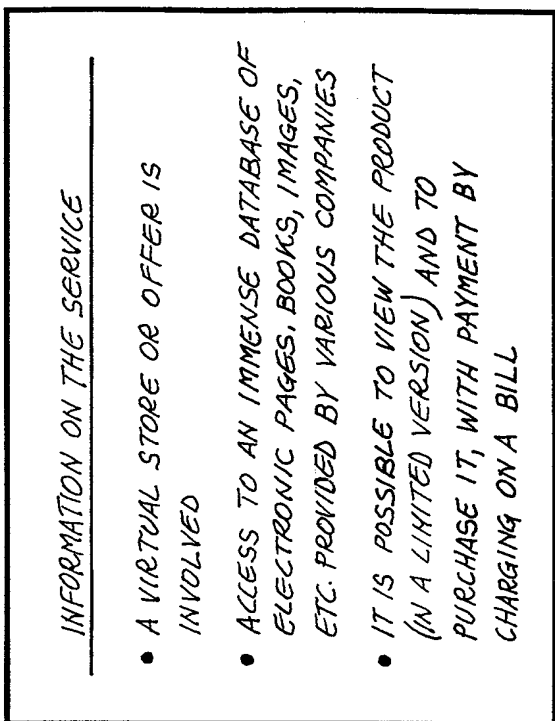 INFORMATION ON THE SERVICE
• A VIRTUAL STORE OR OFFER IS
INVOLVED
• ACCESS TO AN IMMENSE DATABASE OF
ELECTRONIC PAGES, BOOKS, IMAGES,
ETC. PROVIDED BY VARIOUS COMPANIES
• IT IS POSSIBLE TO VIEW THE PRODUCT
(IN A LIMITED VERSION) AND TO
PURCHASE IT, WITH PAYMENT BY
CHARGING ON A BILL